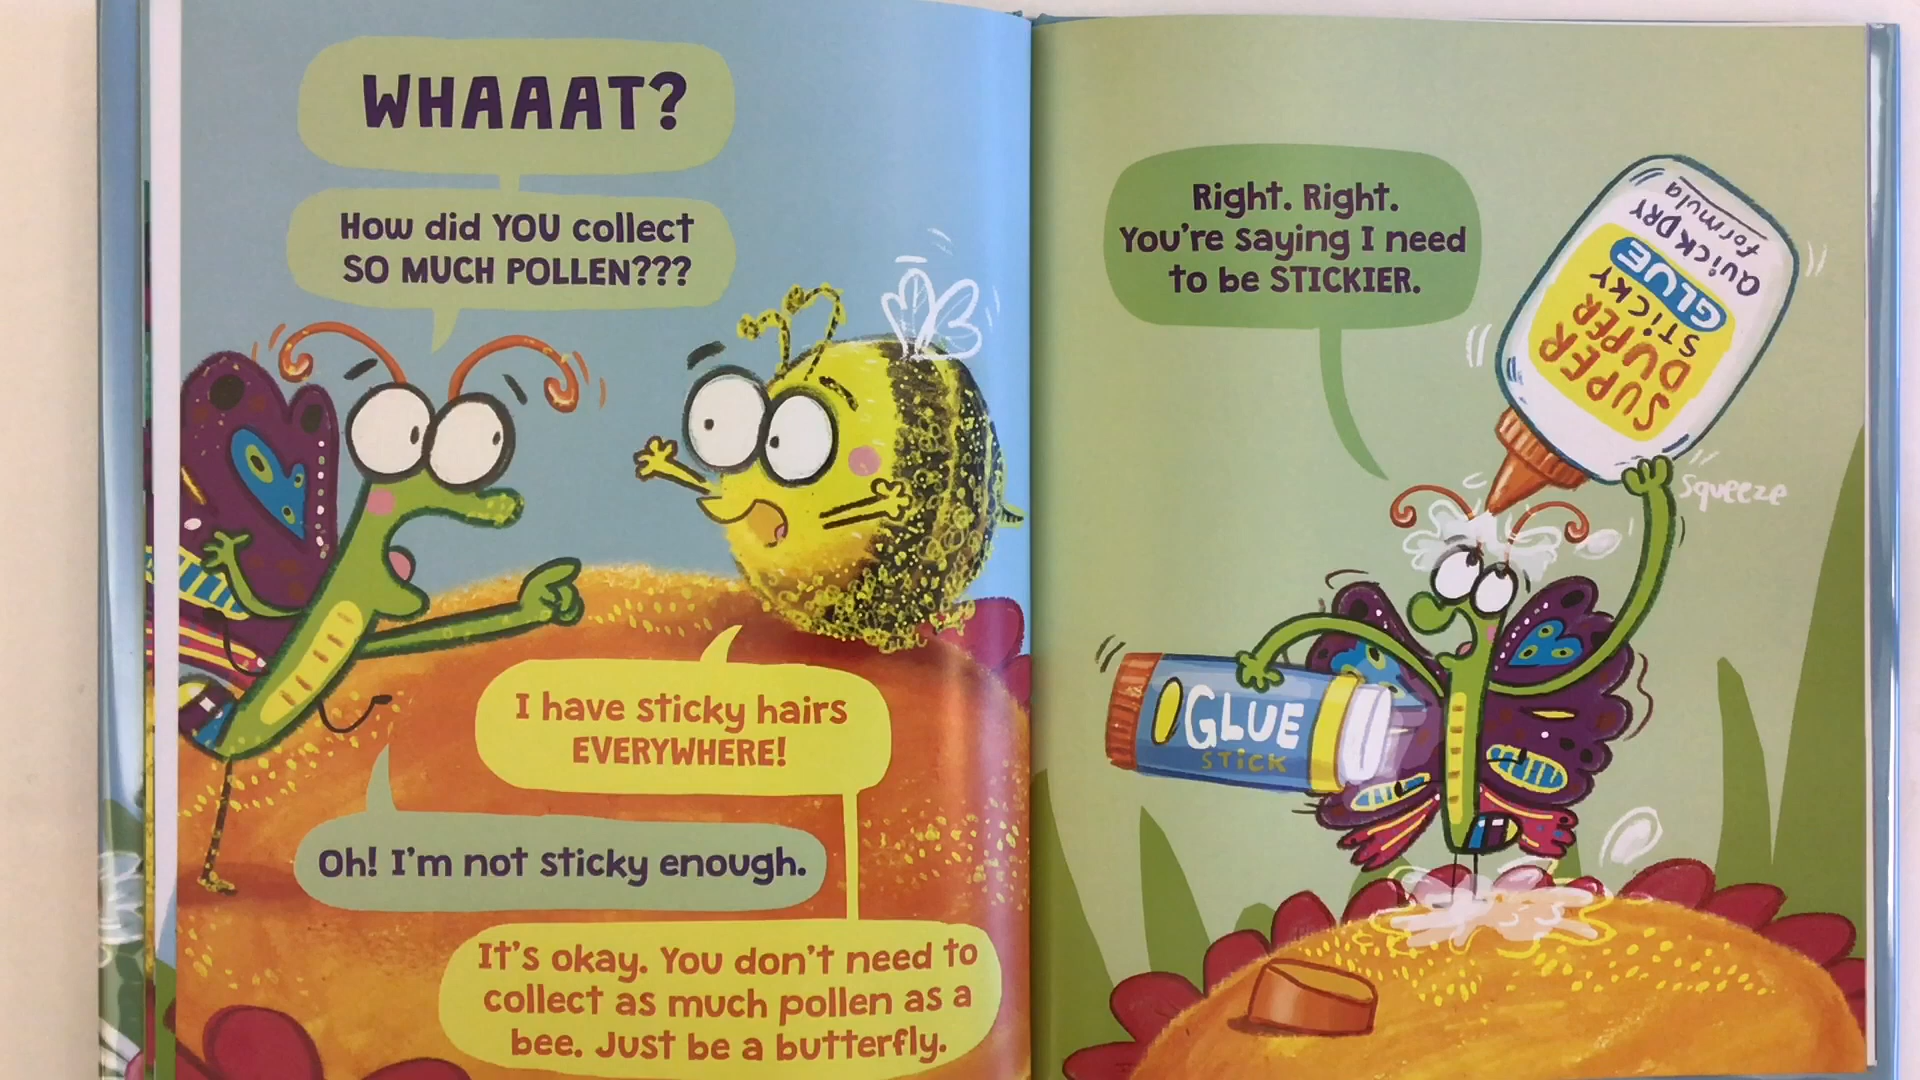 WHAAAT?
How did YOU collect
SO MUCH POLLEN???
I have sticky hairs
EVERYWHERE!
Oh! I'm not sticky enough.
It's okay. You don't need to
collect as much pollen as a
bee. Just be a butterfly.
Right. Right.
You're saying I need
to be STICKIER.
SUPER
DUPER
STICKY
GLUE
QUICK DRY
formula
squeeze
GLUE
STICK